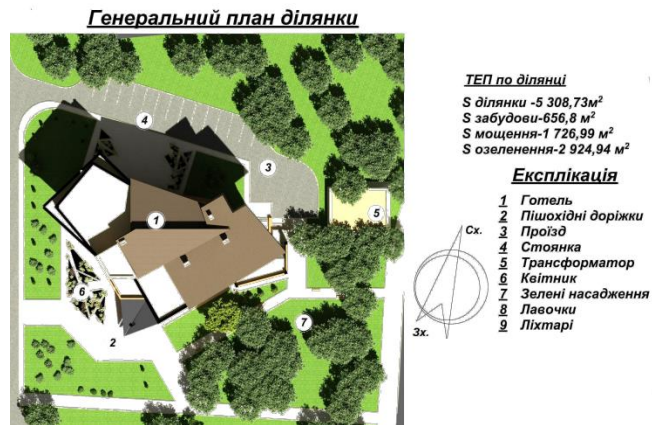 Генеральний план ділянки
ТЕП по ділянці
S ділянки -5 308,73м²
S забудови-656,8 м²
S мощення-1 726,99 м²
S озеленення-2 924,94 м²
Експлікація
1 Готель
2 Пішохідні доріжки
3 Проїзд
4 Стоянка
5 Трансформатор
6 Квітник
7 Зелені насадження
8 Лавочки
9 Ліхтарі
Сх.
Зх.
4
3
1
5
6
7
2